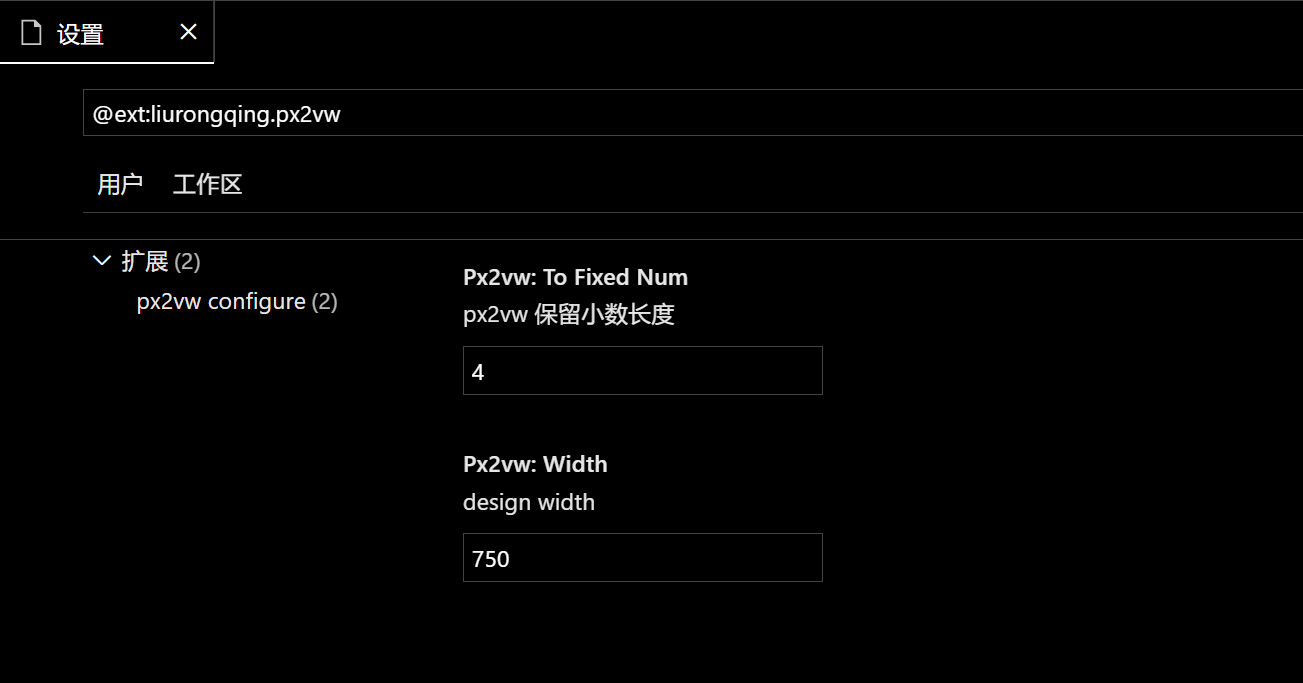 设置
@ext:liurongqing.px2vw
用户 工作区
扩展 (2)
px2vw configure (2)
Px2vw: To Fixed Num
px2vw 保留小数长度
4
Px2vw: Width
design width
750